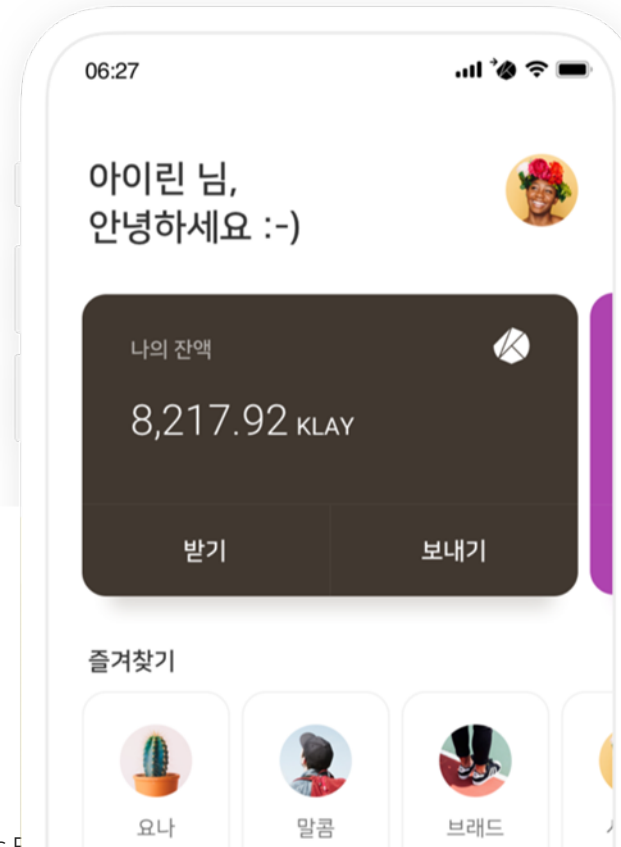 06:27
아이린 님,
안녕하세요 :-)
나의 잔액
8,217.92 KLAY
받기
보내기
즐겨찾기
요나
말콤
브래드